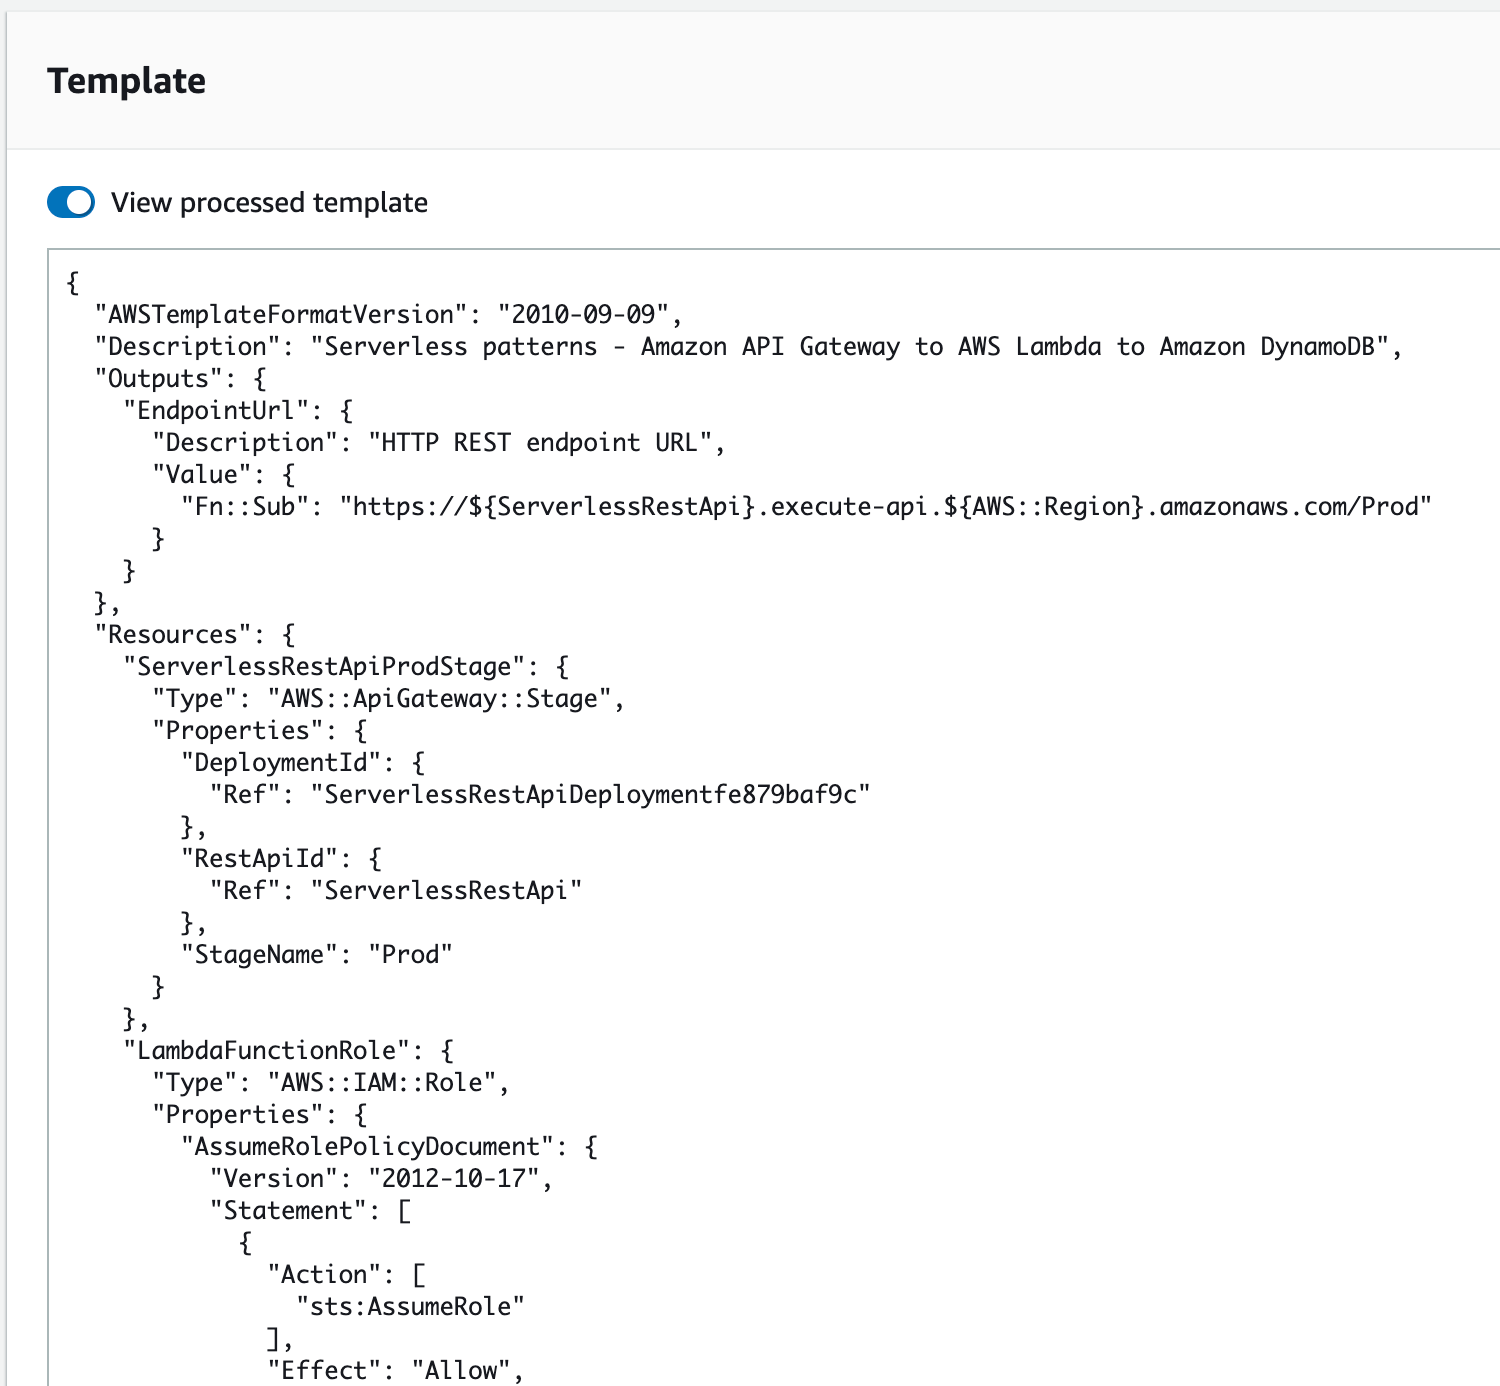 Template
View processed template
{
  "AWSTemplateFormatVersion": "2010-09-09",
  "Description": "Serverless patterns - Amazon API Gateway to AWS Lambda to Amazon DynamoDB",
  "Outputs": {
    "EndpointUrl": {
      "Description": "HTTP REST endpoint URL",
      "Value": {
        "Fn::Sub": "https://${ServerlessRestApi}.execute-api.${AWS::Region}.amazonaws.com/Prod"
      }
    }
  },
  "Resources": {
    "ServerlessRestApiProdStage": {
      "Type": "AWS::ApiGateway::Stage",
      "Properties": {
        "DeploymentId": {
          "Ref": "ServerlessRestApiDeploymentfe879baf9c"
        },
        "RestApiId": {
          "Ref": "ServerlessRestApi"
        },
        "StageName": "Prod"
      }
    },
    "LambdaFunctionRole": {
      "Type": "AWS::IAM::Role",
      "Properties": {
        "AssumeRolePolicyDocument": {
          "Version": "2012-10-17",
          "Statement": [
            {
              "Action": [
                "sts:AssumeRole"
              ],
              "Effect": "Allow",